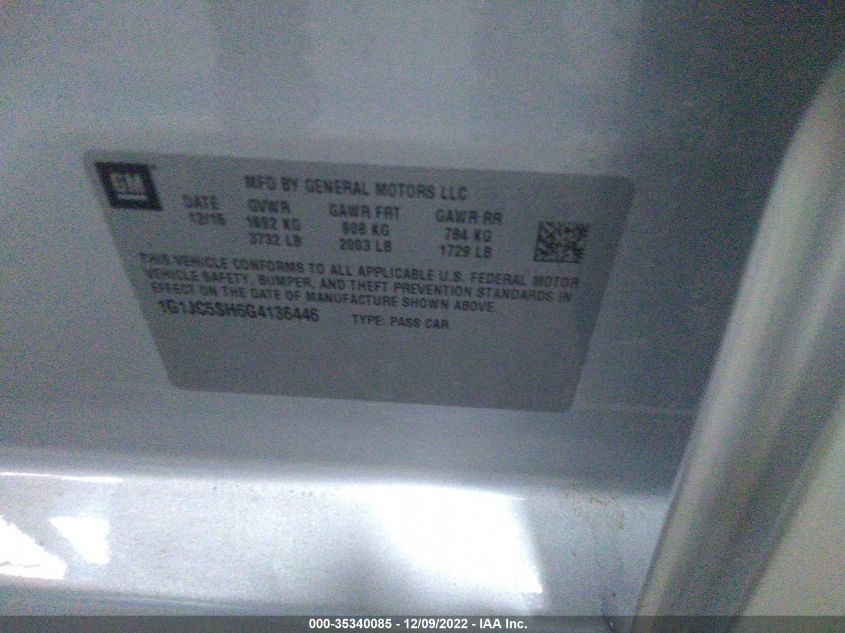 GM
MFD BY GENERAL MOTORS LLC
DATE GVWR GAWR FRT GAWR RR
12/15 1692 KG 908 KG 784 KG
3732 LB 2003 LB 1729 LB
THIS VEHICLE CONFORMS TO ALL APPLICABLE U.S. FEDERAL MOTOR
VEHICLE SAFETY, BUMPER, AND THEFT PREVENTION STANDARDS IN
EFFECT ON THE DATE OF MANUFACTURE SHOWN ABOVE.
1G1JC5SH6G4136446 TYPE: PASS CAR
000-35340085 - 12/09/2022 - IAA Inc.